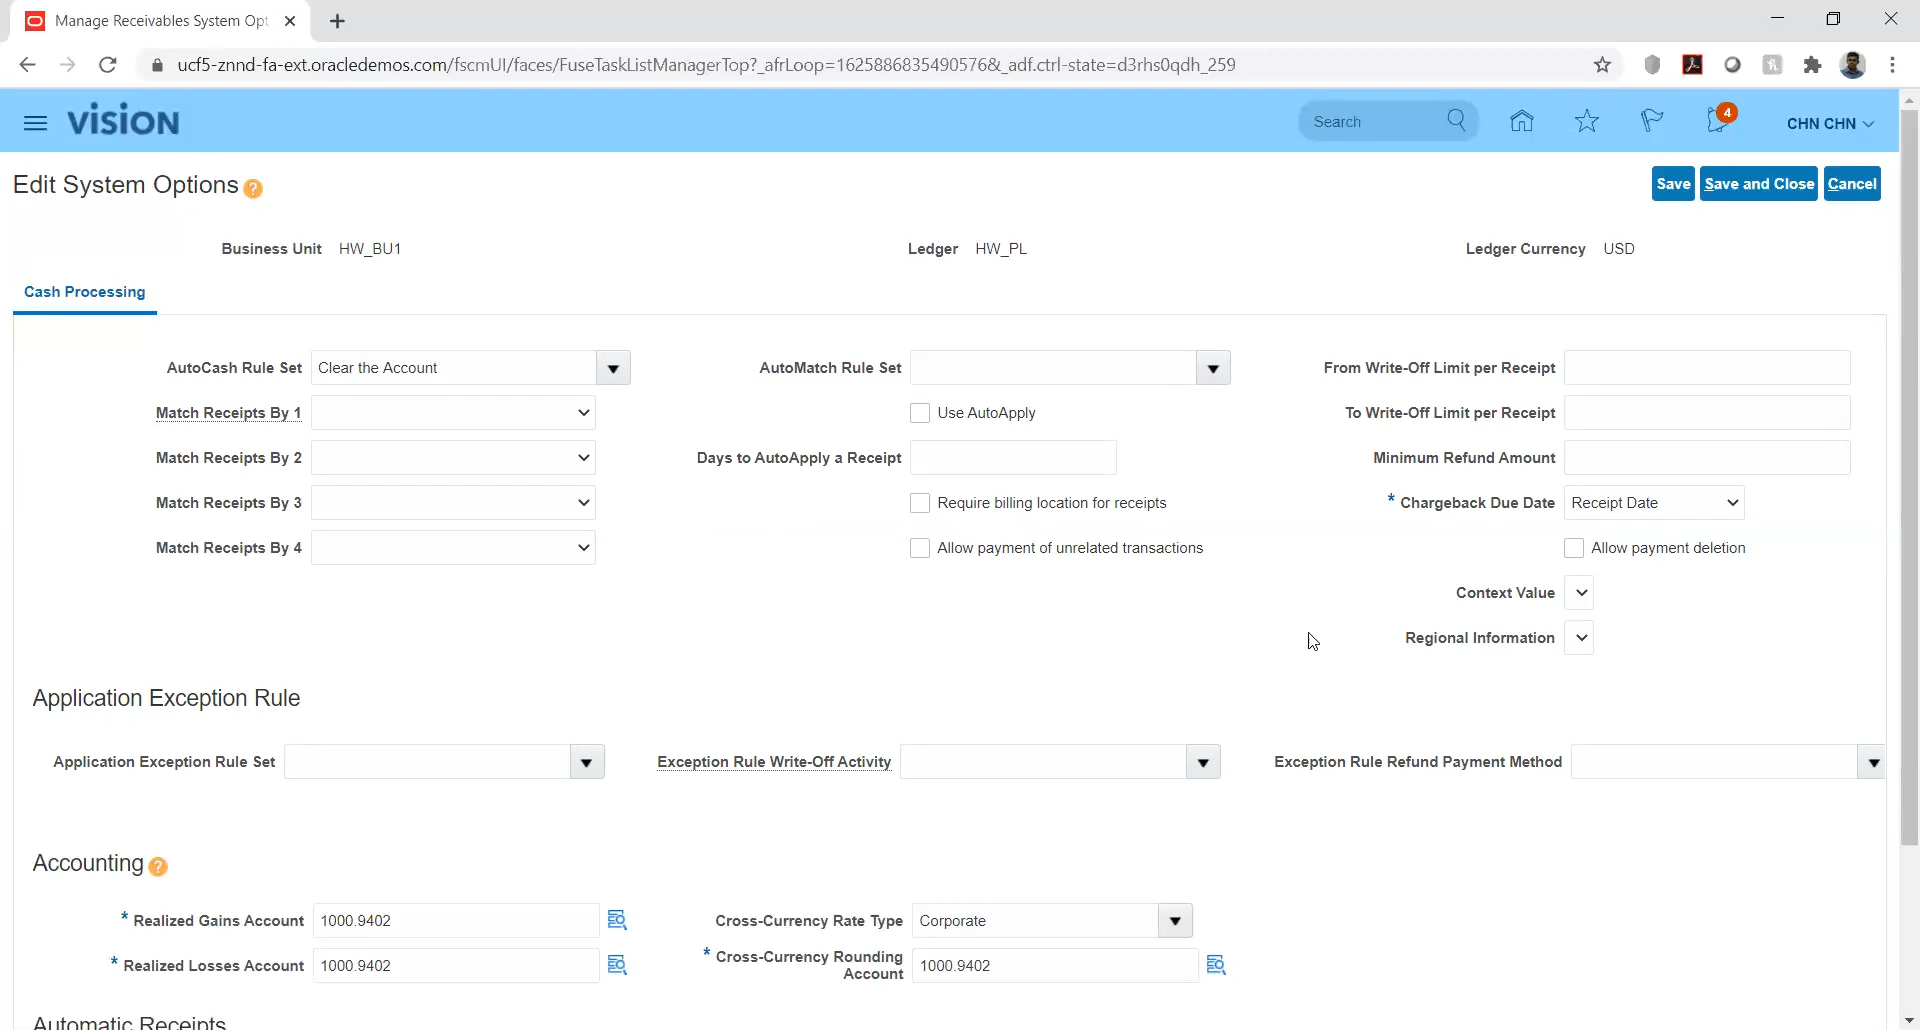 Manage Receivables System Opt
ucf5-znnd-fa-ext.oracledemos.com/fscmUI/faces/FuseTaskListManagerTop?_afrLoop=1625886835490576&_adf.ctrl-state=d3rhs0qdh_259
VISION
Search
4
CHN CHN
Edit System Options ?
Save
Save and Close
Cancel
Business Unit HW_BU1
Ledger HW_PL
Ledger Currency USD
Cash Processing
AutoCash Rule Set Clear the Account
AutoMatch Rule Set
From Write-Off Limit per Receipt
Match Receipts By 1
Use AutoApply
To Write-Off Limit per Receipt
Match Receipts By 2
Days to AutoApply a Receipt
Minimum Refund Amount
Match Receipts By 3
Require billing location for receipts
* Chargeback Due Date Receipt Date
Match Receipts By 4
Allow payment of unrelated transactions
Allow payment deletion
Context Value
Regional Information
Application Exception Rule
Application Exception Rule Set
Exception Rule Write-Off Activity
Exception Rule Refund Payment Method
Accounting ?
* Realized Gains Account 1000.9402
Cross-Currency Rate Type Corporate
* Realized Losses Account 1000.9402
* Cross-Currency Rounding
Account 1000.9402
Automatic Receipts